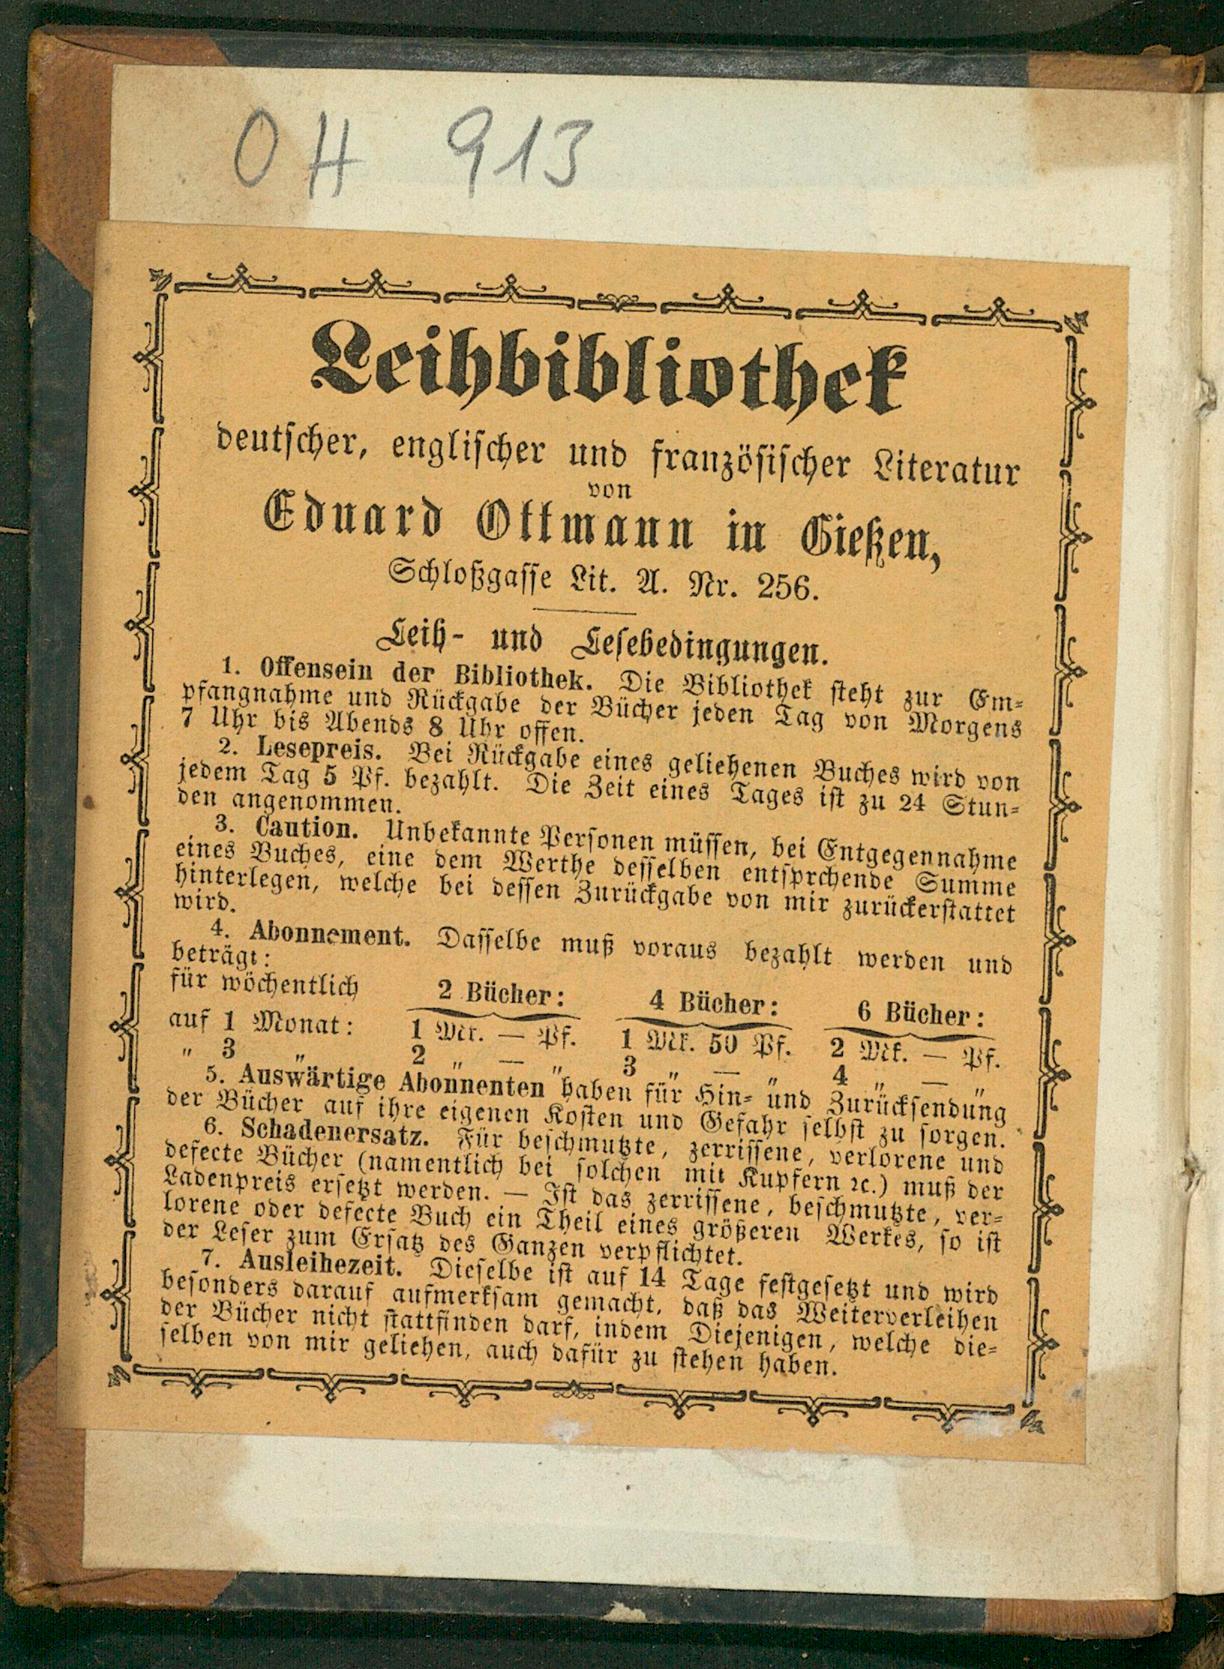 OH 913
Leihbibliothek
deutscher, englischer und französischer Literatur
von
Eduard Ottmann in Gießen,
Schloßgasse Lit. A. Nr. 256.
Leih- und Lesebedingungen.
1. Offensein der Bibliothek. Die Bibliothek steht zur Em-
pfangnahme und Rückgabe der Bücher jeden Tag von Morgens
7 Uhr bis Abends 8 Uhr offen.
2. Lesepreis. Bei Rückgabe eines geliehenen Buches wird von
jedem Tag 5 Pf. bezahlt. Die Zeit eines Tages ist zu 24 Stun-
den angenommen.
3. Caution. Unbekannte Personen müssen, bei Entgegennahme
eines Buches, eine dem Werthe desselben entsprchende Summe
hinterlegen, welche bei dessen Zurückgabe von mir zurückerstattet
wird.
4. Abonnement. Dasselbe muß voraus bezahlt werden und
beträgt:
für wöchentlich 2 Bücher: 4 Bücher: 6 Bücher:
auf 1 Monat: 1 Mk. — Pf. 1 Mk. 50 Pf. 2 Mk. — Pf.
„ 3 „ 2 „ — „ 3 „ — „ 4 „ — „
5. Auswärtige Abonnenten haben für Hin- und Zurücksendung
der Bücher auf ihre eigenen Kosten und Gefahr selbst zu sorgen.
6. Schadenersatz. Für beschmutzte, zerrissene, verlorene und
defecte Bücher (namentlich bei solchen mit Kupfern ꝛc.) muß der
Ladenpreis ersetzt werden. — Ist das zerrissene, beschmutzte, ver-
lorene oder defecte Buch ein Theil eines größeren Werkes, so ist
der Leser zum Ersatz des Ganzen verpflichtet.
7. Ausleihezeit. Dieselbe ist auf 14 Tage festgesetzt und wird
besonders darauf aufmerksam gemacht, daß das Weiterverleihen
der Bücher nicht stattfinden darf, indem Diejenigen, welche die-
selben von mir geliehen, auch dafür zu stehen haben.